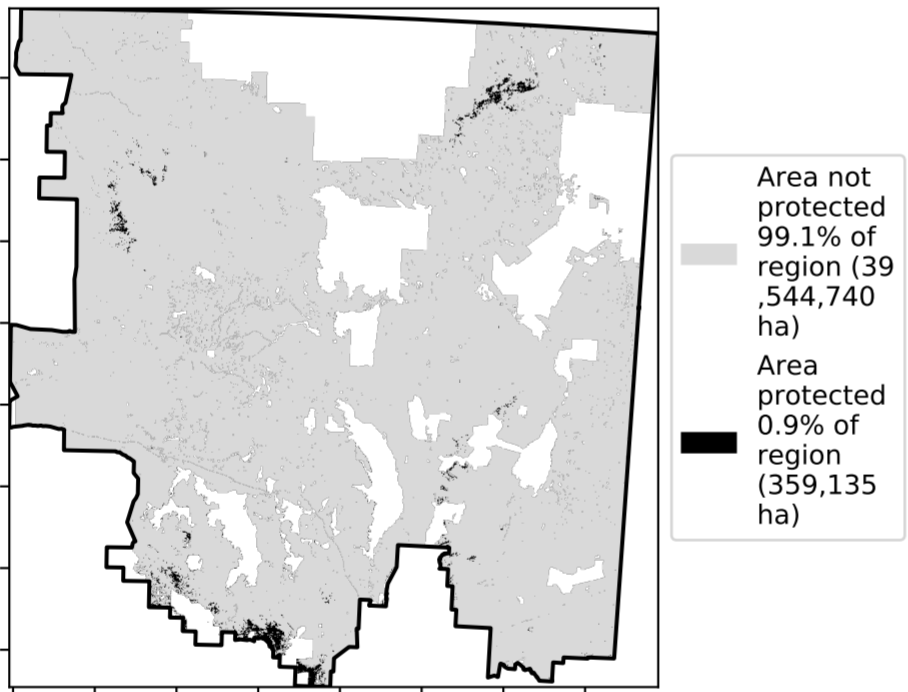 Area not
protected
99.1% of
region (39
,544,740
ha)
Area
protected
0.9% of
region
(359,135
ha)